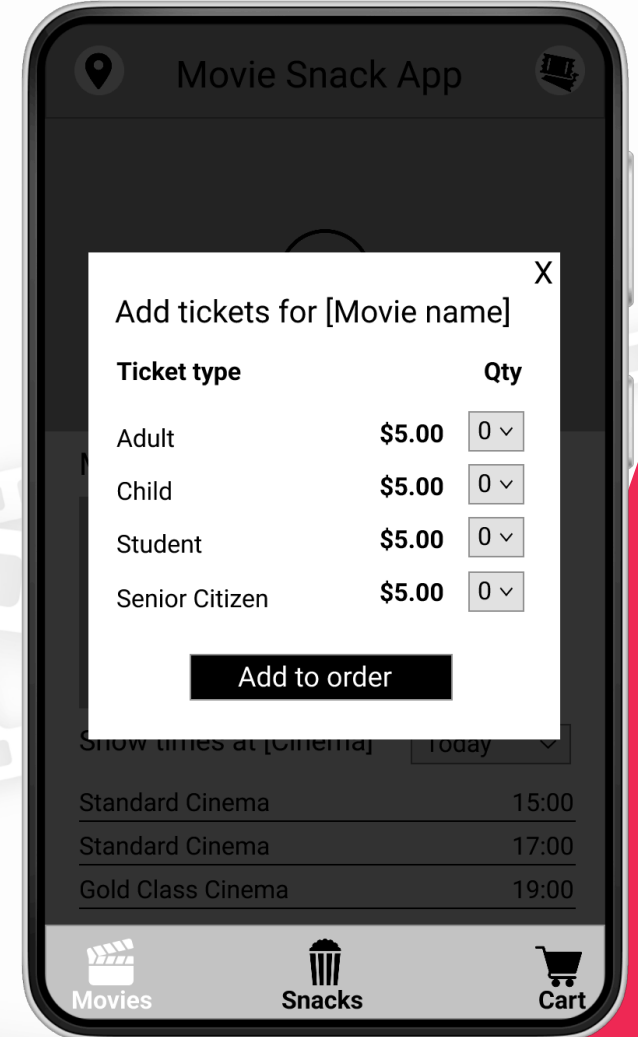 Movie Snack App
X
Add tickets for [Movie name]
Ticket type Qty
Adult $5.00 0
Child $5.00 0
Student $5.00 0
Senior Citizen $5.00 0
Add to order
Show times at [Cinema] Today
Standard Cinema 15:00
Standard Cinema 17:00
Gold Class Cinema 19:00
Movies Snacks Cart